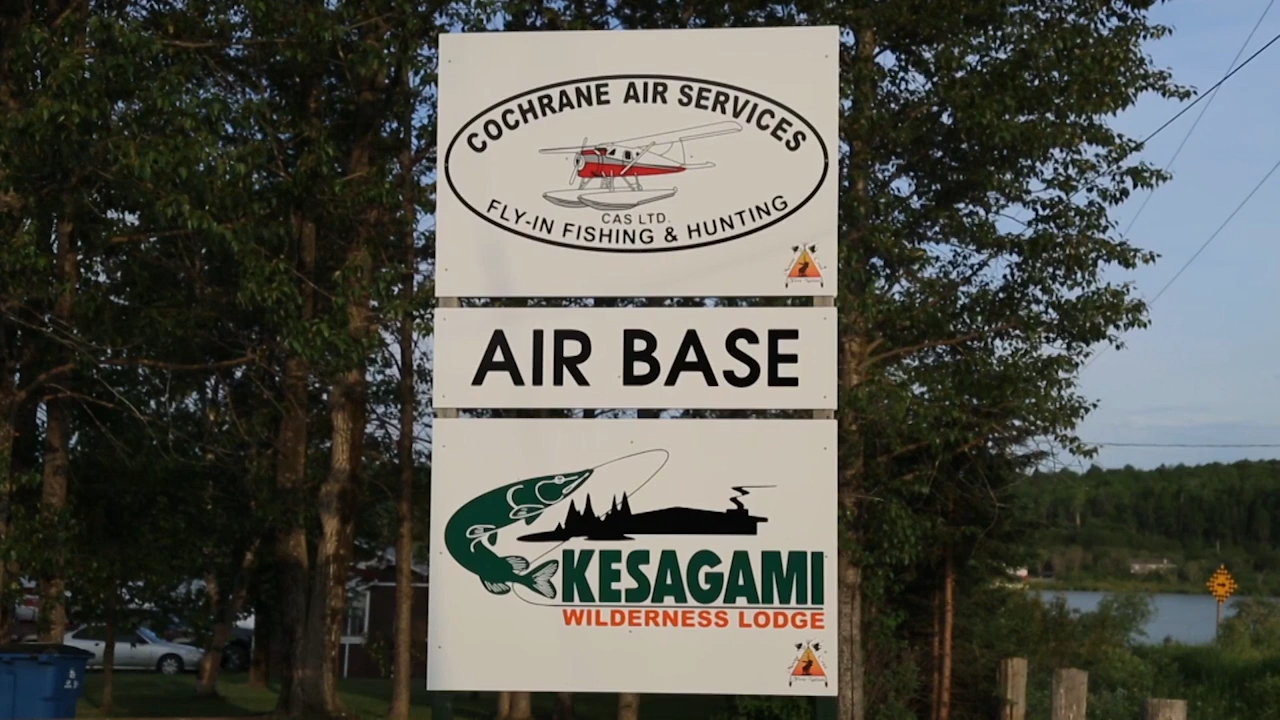 COCHRANE AIR SERVICES
CAS LTD.
FLY-IN FISHING & HUNTING
AIR BASE
KESAGAMI
WILDERNESS LODGE